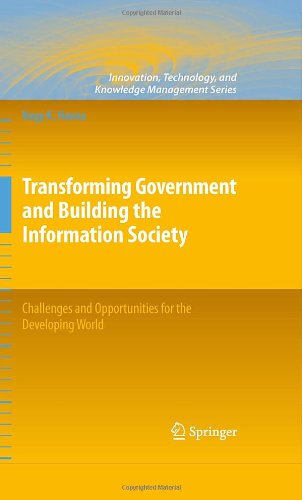 Innovation, Technology, and
Knowledge Management Series
Transforming Government
and Building the
Information Society
Challenges and Opportunities for the
Developing World
Springer